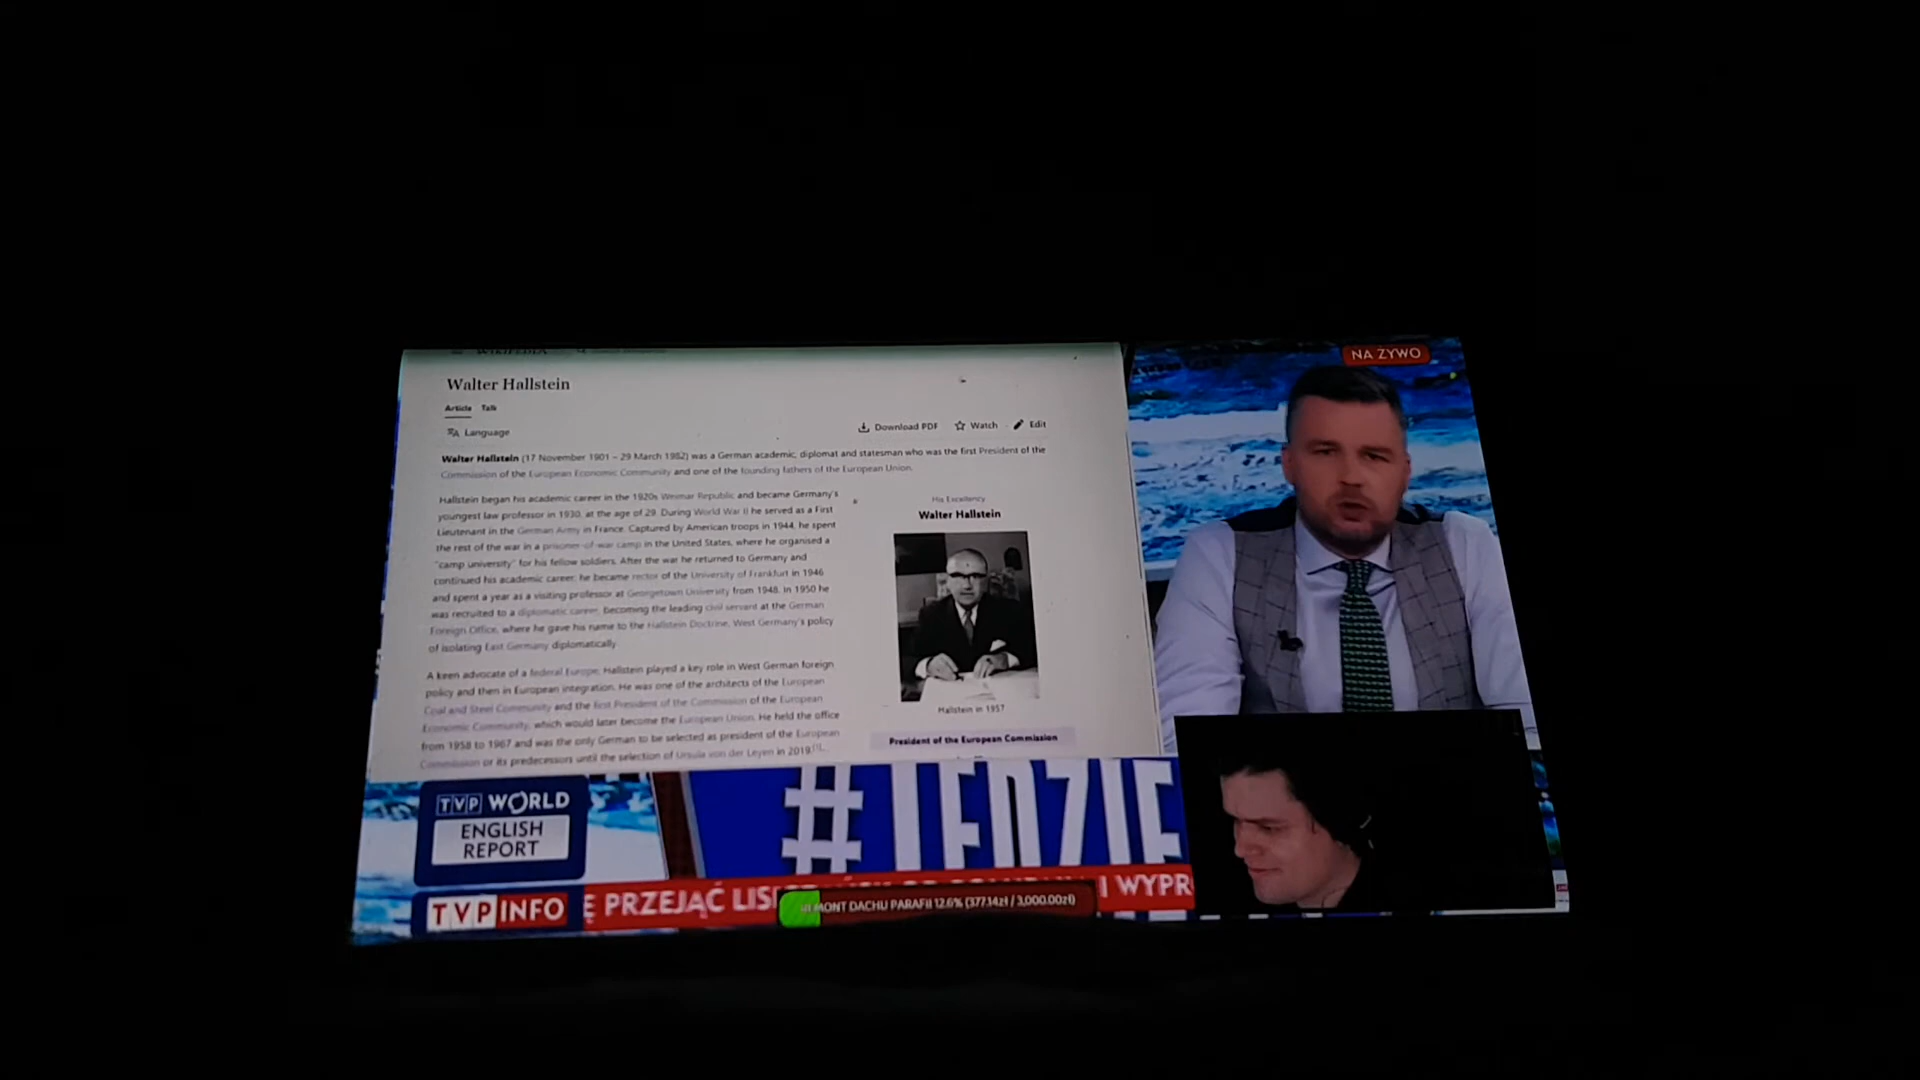 NA ŻYWO
Walter Hallstein
Article Talk
Language
Download PDF Watch Edit
Walter Hallstein (17 November 1901 – 29 March 1982) was a German academic, diplomat and statesman who was the first President of the
Commission of the European Economic Community and one of the founding fathers of the European Union.
Hallstein began his academic career in the 1920s Weimar Republic and became Germany's
youngest law professor in 1930, at the age of 29. During World War II he served as a First
Lieutenant in the German Army in France. Captured by American troops in 1944, he spent
the rest of the war in a prisoner-of-war camp in the United States, where he organised a
"camp university" for his fellow soldiers. After the war he returned to Germany and
continued his academic career; he became rector of the University of Frankfurt in 1946
and spent a year as a visiting professor at Georgetown University from 1948. In 1950 he
was recruited to a diplomatic career, becoming the leading civil servant at the German
Foreign Office, where he gave his name to the Hallstein Doctrine, West Germany's policy
of isolating East Germany diplomatically.
A keen advocate of a federal Europe, Hallstein played a key role in West German foreign
policy and then in European integration. He was one of the architects of the European
Coal and Steel Community and the first President of the Commission of the European
Economic Community, which would later become the European Union. He held the office
from 1958 to 1967 and was the only German to be selected as president of the European
Commission or its predecessors until the selection of Ursula von der Leyen in 2019.
His Excellency
Walter Hallstein
Hallstein in 1957
President of the European Commission
TVP WORLD
ENGLISH
REPORT
TVP INFO
Ę PRZEJĄĆ LIS
MONT DACHU PARAFII 12.6% (377.14zł / 3,000.00zł)
I WYPR